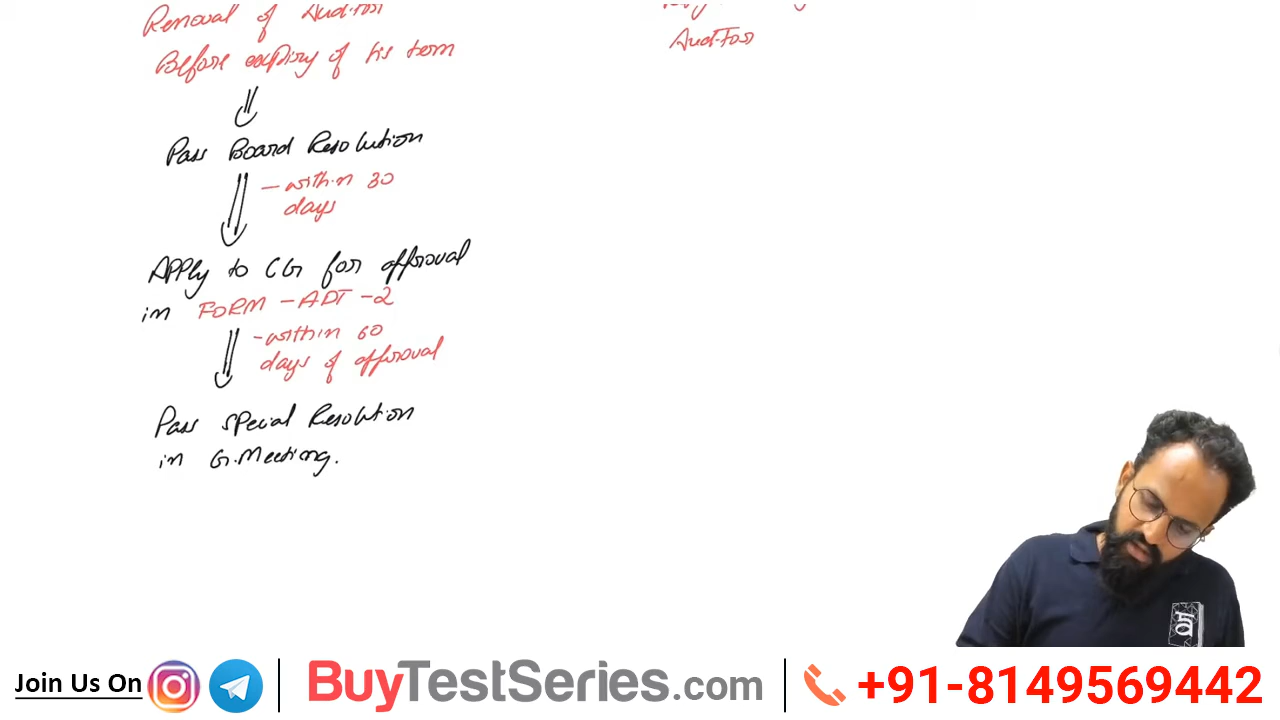 Removal of Auditor
Before expiry of his term
Pass Board Resolution
- within 30
days
Apply to CG for approval
in FORM - ADT - 2
- within 60
days of approval
Pass special Resolution
in G.Meeting.
Auditor
Join Us On
BuyTestSeries.com
+91-8149569442